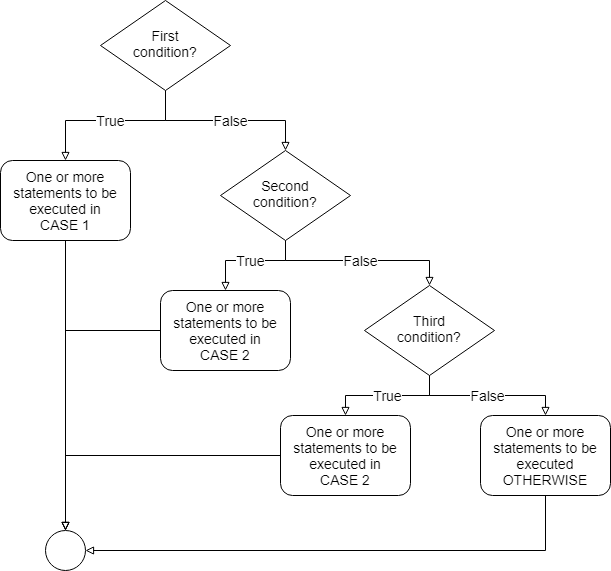 First
condition?
True
False
One or more
statements to be
executed in
CASE 1
Second
condition?
True
False
One or more
statements to be
executed in
CASE 2
Third
condition?
True
False
One or more
statements to be
executed in
CASE 2
One or more
statements to be
executed
OTHERWISE